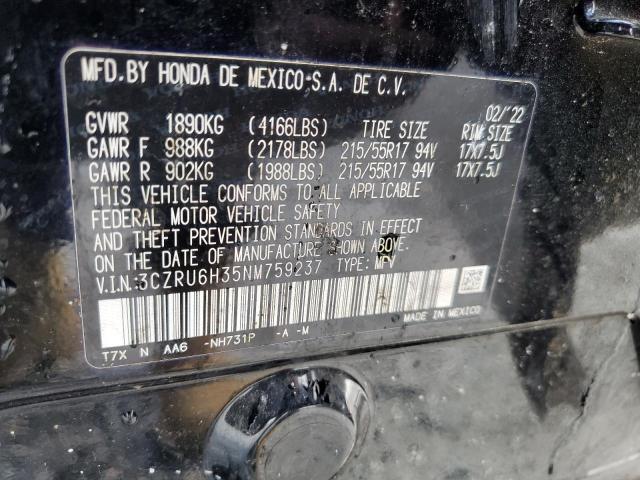 MFD. BY HONDA DE MEXICO S.A. DE C.V.
02/'22
GVWR 1890KG (4166LBS) TIRE SIZE RIM SIZE
GAWR F 988KG (2178LBS) 215/55R17 94V 17X7.5J
GAWR R 902KG (1988LBS) 215/55R17 94V 17X7.5J
THIS VEHICLE CONFORMS TO ALL APPLICABLE
FEDERAL MOTOR VEHICLE SAFETY
AND THEFT PREVENTION STANDARDS IN EFFECT
ON THE DATE OF MANUFACTURE SHOWN ABOVE.
V.I.N. 3CZRU6H35NM759237 TYPE: MPV
MADE IN MEXICO
T7X N AA6 -NH731P -A -M